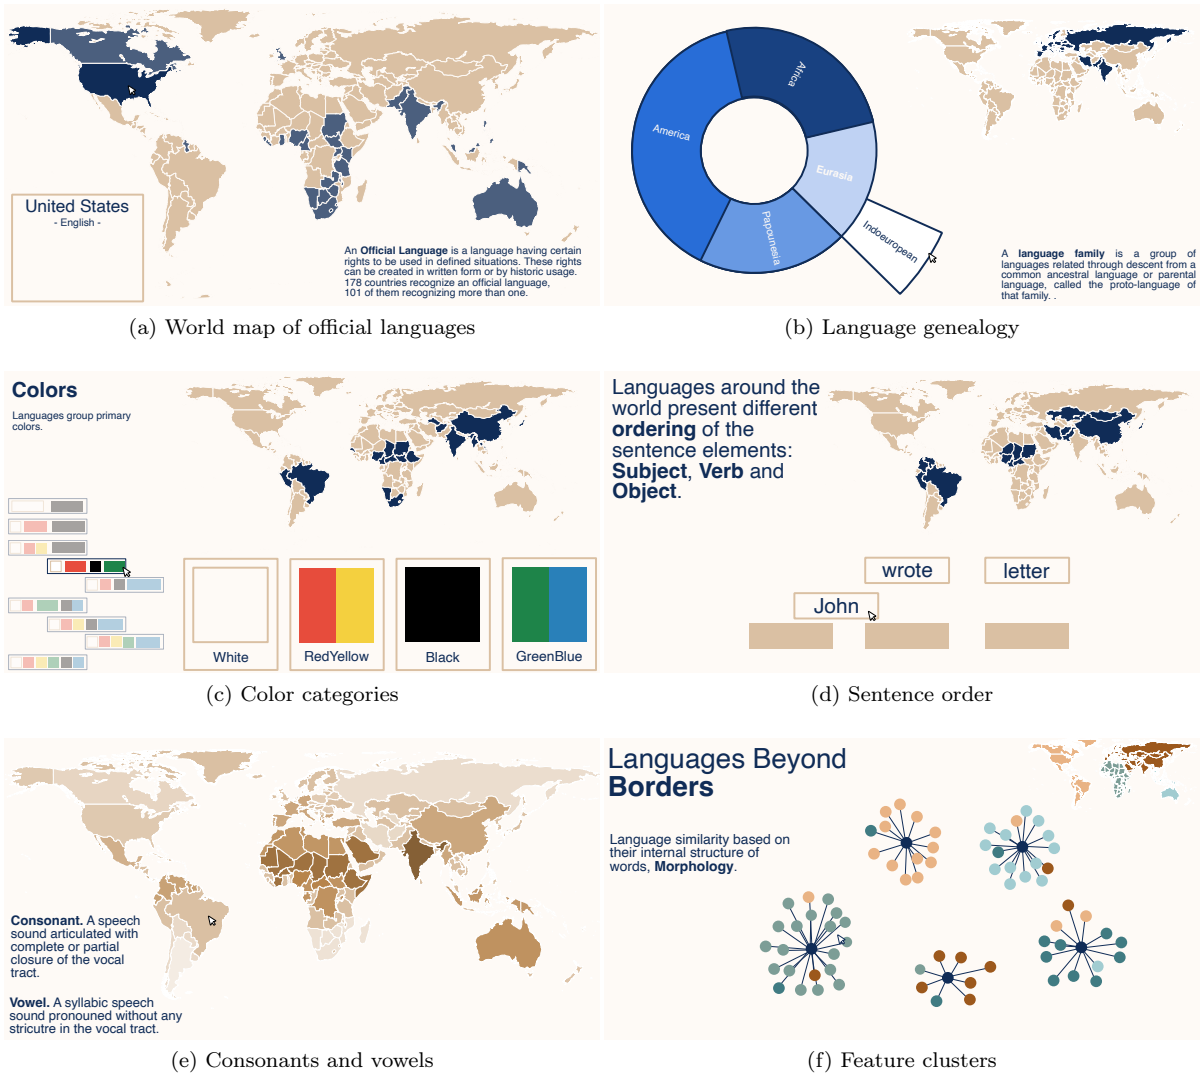 United States
- English -
An Official Language is a language having certain
rights to be used in defined situations. These rights
can be created in written form or by historic usage.
178 countries recognize an official language,
101 of them recognizing more than one.
(a) World map of official languages
Africa
America
Eurasia
Papounesia
Indoeuropean
A language family is a group of
languages related through descent from a
common ancestral language or parental
language, called the proto-language of
that family. .
(b) Language genealogy
Colors
Languages group primary
colors.
White
RedYellow
Black
GreenBlue
(c) Color categories
Languages around the
world present different
ordering of the
sentence elements:
Subject, Verb and
Object.
wrote
letter
John
(d) Sentence order
Consonant. A speech
sound articulated with
complete or partial
closure of the vocal
tract.
Vowel. A syllabic speech
sound pronouned without any
stricutre in the vocal tract.
(e) Consonants and vowels
Languages Beyond
Borders
Language similarity based on
their internal structure of
words, Morphology.
(f) Feature clusters